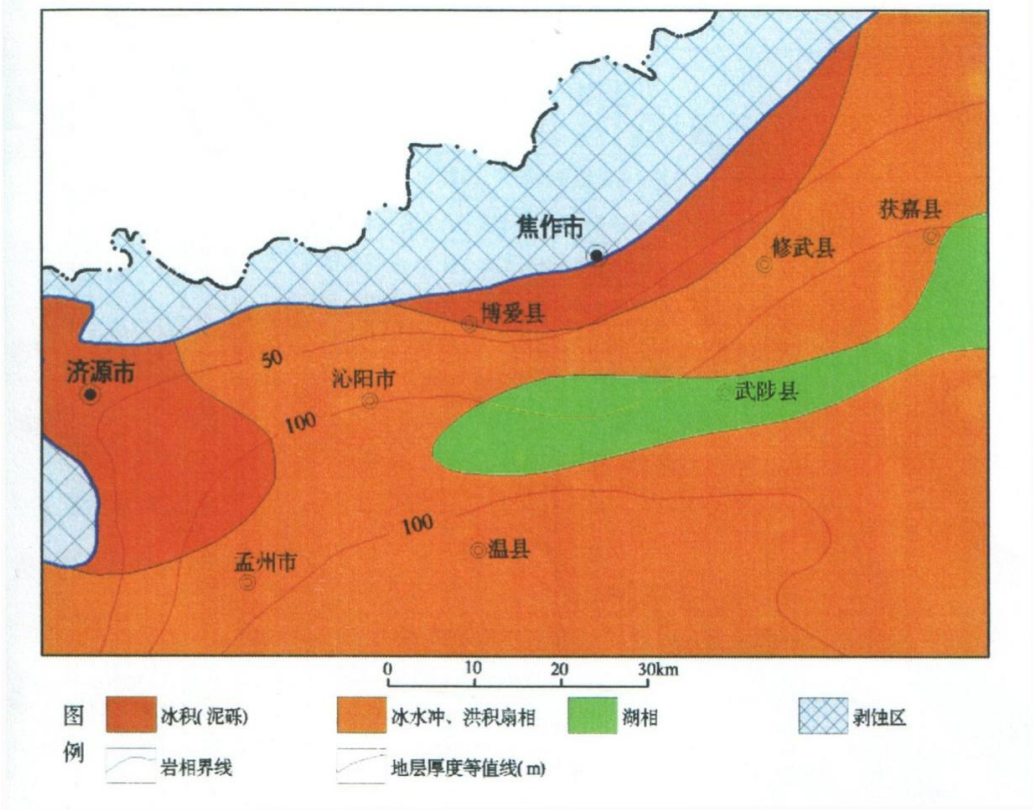 获嘉县
焦作市
修武县
博爱县
50
济源市
沁阳市
武陟县
100
100
温县
孟州市
0 10 20 30km
图例
冰积(泥砾)
冰水冲、洪积扇相
湖相
剥蚀区
岩相界线
地层厚度等值线(m)